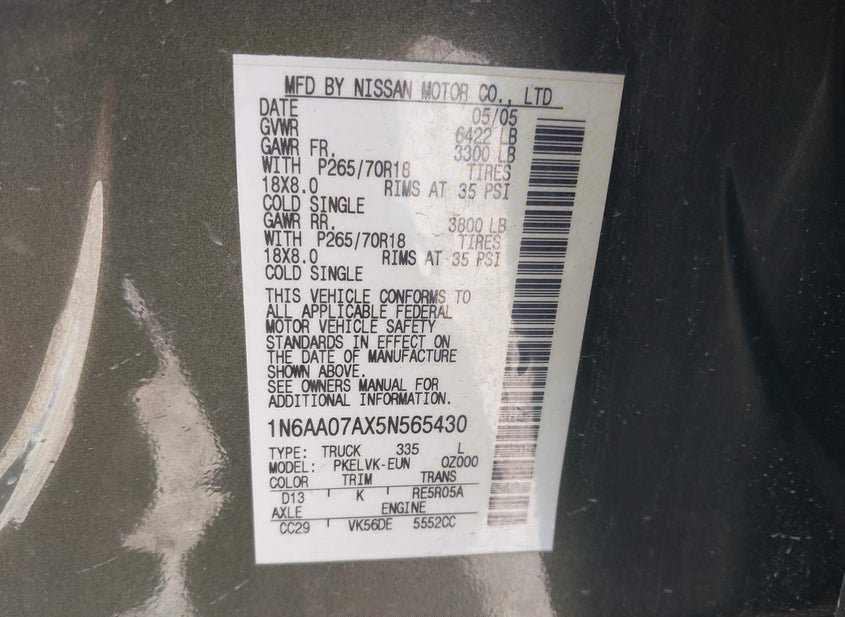 MFD BY NISSAN MOTOR CO., LTD
DATE 05/05
GVWR 6422 LB
GAWR FR. 3300 LB
WITH P265/70R18 TIRES
18X8.0 RIMS AT 35 PSI
COLD SINGLE
GAWR RR. 3800 LB
WITH P265/70R18 TIRES
18X8.0 RIMS AT 35 PSI
COLD SINGLE
THIS VEHICLE CONFORMS TO
ALL APPLICABLE FEDERAL
MOTOR VEHICLE SAFETY
STANDARDS IN EFFECT ON
THE DATE OF MANUFACTURE
SHOWN ABOVE.
SEE OWNERS MANUAL FOR
ADDITIONAL INFORMATION.
1N6AA07AX5N565430
TYPE: TRUCK 335 L
MODEL: PKELVK-EUN 0Z000
COLOR TRIM TRANS
D13 K RE5R05A
AXLE ENGINE
CC29 VK56DE 5552CC